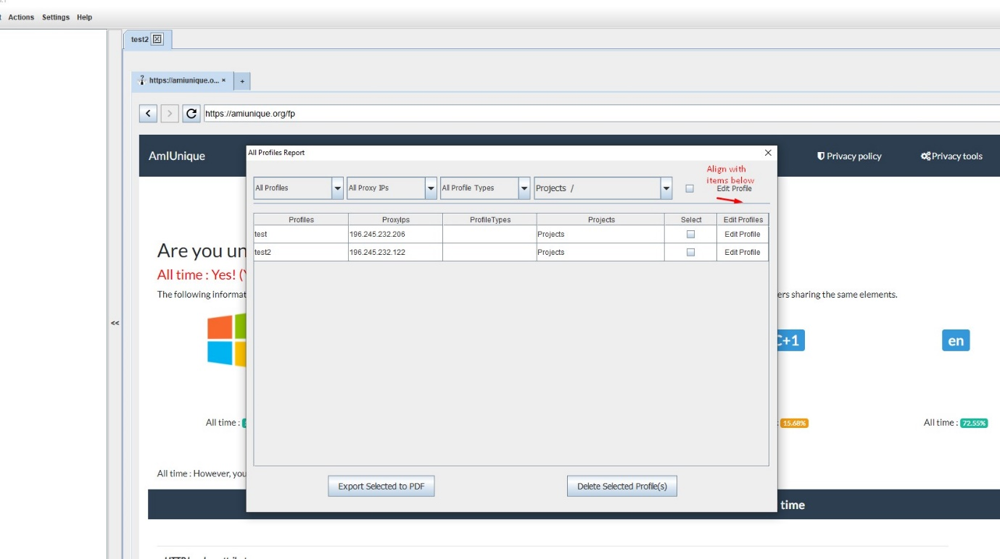 Actions Settings Help
test2
https://amiunique.o... × +
https://amiunique.org/fp
AmIUnique
Privacy policy
Privacy tools
All Profiles Report
Align with
items below
All Profiles
All Proxy IPs
All Profile Types
Projects /
Edit Profile
Profiles ProxyIps ProfileTypes Projects Select Edit Profiles
test 196.245.232.206 Projects Edit Profile
test2 196.245.232.122 Projects Edit Profile
Are you un
All time : Yes! (
The following informat
ers sharing the same elements.
<<
C+1
en
All time :
: 15.68%
All time : 72.55%
All time : However, you
Export Selected to PDF
Delete Selected Profile(s)
time